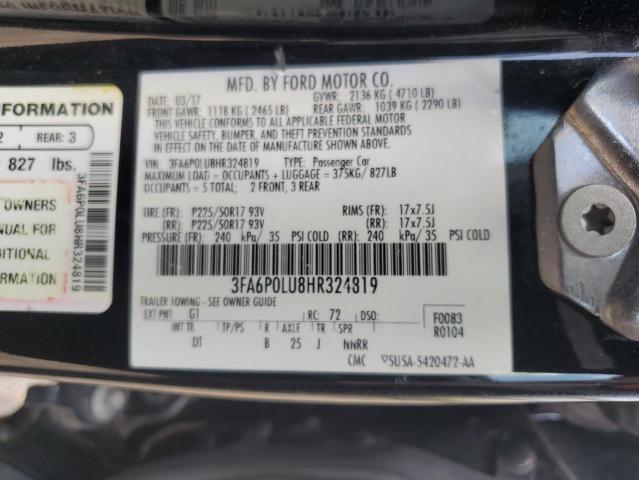 INFORMATION
2 REAR: 3
827 lbs.
OWNERS
MANUAL FOR
ADDITIONAL
INFORMATION
3FA6P0LU8HR324819
MFD. BY FORD MOTOR CO.
DATE: 03/17 GVWR: 2136 KG ( 4710 LB)
FRONT GAWR: 1118 KG ( 2465 LB) REAR GAWR: 1039 KG ( 2290 LB)
THIS VEHICLE CONFORMS TO ALL APPLICABLE FEDERAL MOTOR
VEHICLE SAFETY, BUMPER, AND THEFT PREVENTION STANDARDS IN
EFFECT ON THE DATE OF MANUFACTURE SHOWN ABOVE.
VIN: 3FA6P0LU8HR324819 TYPE: Passenger Car
MAXIMUM LOAD = OCCUPANTS + LUGGAGE = 375KG/ 827LB
OCCUPANTS = 5 TOTAL; 2 FRONT, 3 REAR
TIRE (FR): P225/50R17 93V RIMS (FR): 17x7.5J
(RR): P225/50R17 93V (RR): 17x7.5J
PRESSURE (FR): 240 kPa/ 35 PSI COLD (RR): 240 kPa/ 35 PSI COLD
3FA6P0LU8HR324819
TRAILER TOWING - SEE OWNER GUIDE
EXT PNT: G1 RC: 72 DSO: F0083
INT TR TP/PS R AXLE TR SPR R0104
DT B 25 J NNRR
CMC 5USA-5420472-AA